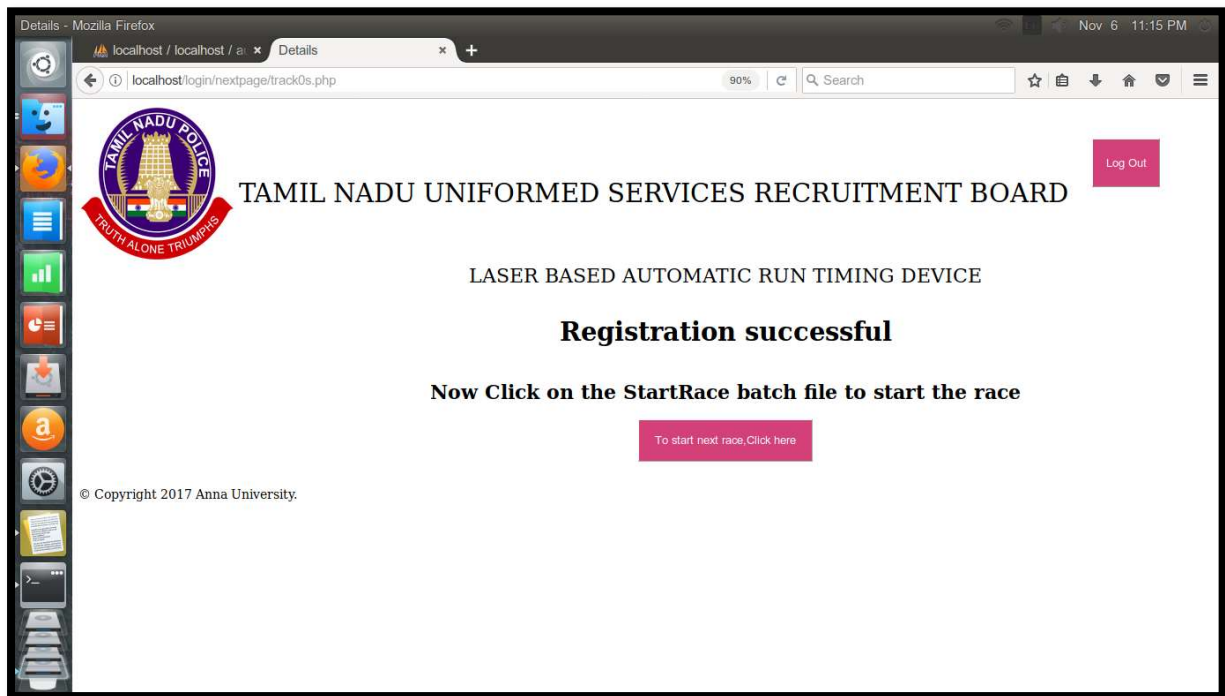 Details - Mozilla Firefox
Nov 6 11:15 PM
localhost / localhost / a
Details
localhost/login/nextpage/track0s.php
90%
Search
TAMIL NADU POLICE
TRUTH ALONE TRIUMPHS
Log Out
TAMIL NADU UNIFORMED SERVICES RECRUITMENT BOARD
LASER BASED AUTOMATIC RUN TIMING DEVICE
Registration successful
Now Click on the StartRace batch file to start the race
To start next race,Click here
© Copyright 2017 Anna University.